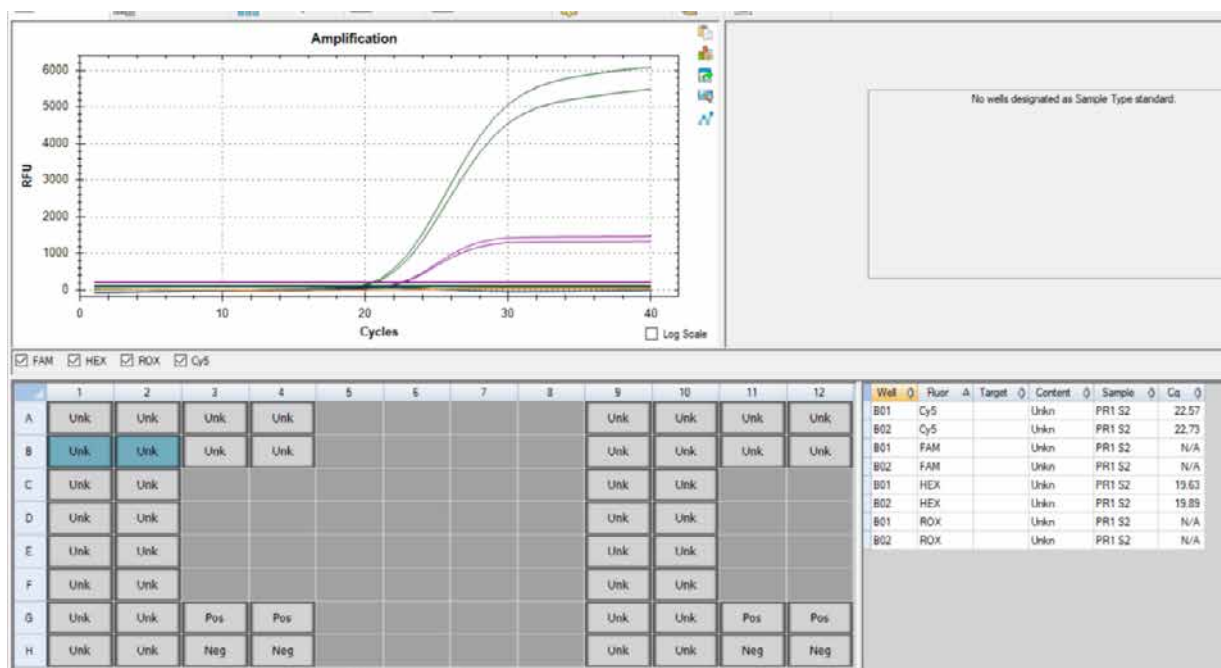 Amplification
No wells designated as Sample Type standard.
6000
5000
4000
3000
2000
1000
0
RFU
0 10 20 30 40
Cycles
Log Scale
FAM HEX ROX Cy5
1 2 3 4 5 6 7 8 9 10 11 12
A Unk Unk Unk Unk Unk Unk Unk Unk
B Unk Unk Unk Unk Unk Unk Unk Unk
C Unk Unk Unk Unk
D Unk Unk Unk Unk
E Unk Unk Unk Unk
F Unk Unk Unk Unk
G Unk Unk Pos Pos Unk Unk Pos Pos
H Unk Unk Neg Neg Unk Unk Neg Neg
Well Fluor Target Content Sample Cq
B01 Cy5 Unkn PR1 S2 22.57
B02 Cy5 Unkn PR1 S2 22.73
B01 FAM Unkn PR1 S2 N/A
B02 FAM Unkn PR1 S2 N/A
B01 HEX Unkn PR1 S2 19.63
B02 HEX Unkn PR1 S2 19.89
B01 ROX Unkn PR1 S2 N/A
B02 ROX Unkn PR1 S2 N/A